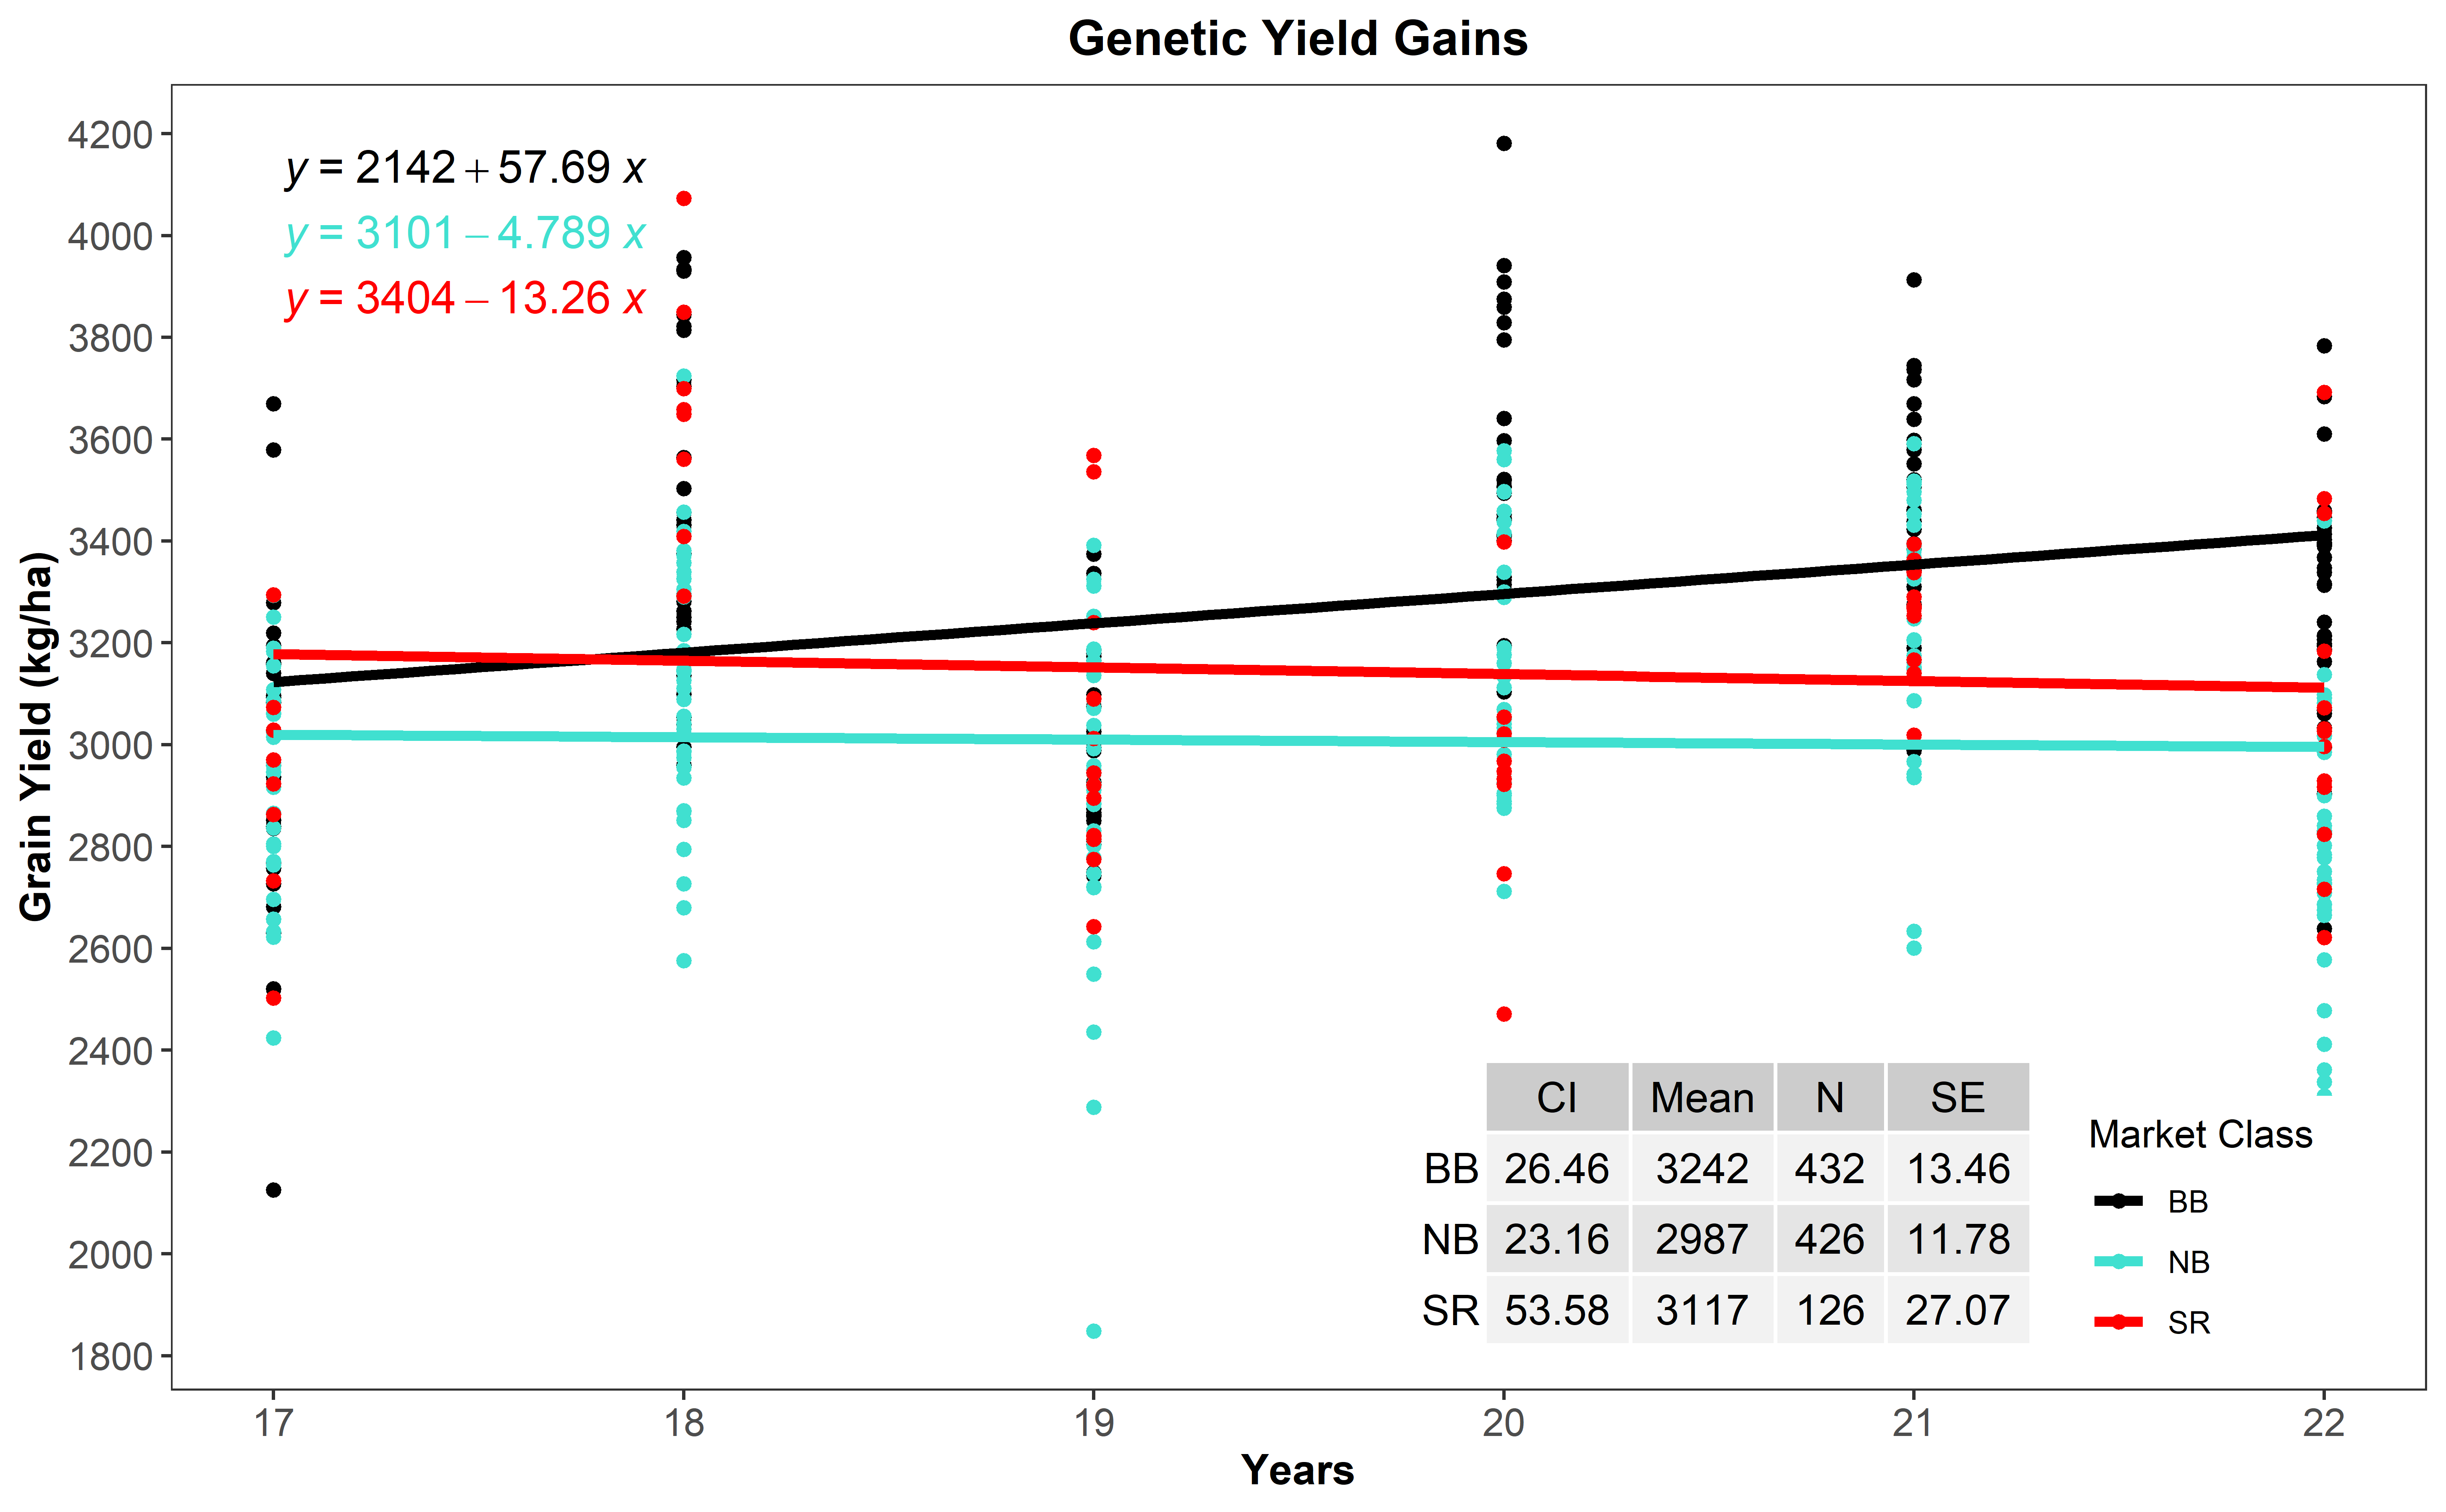 Genetic Yield Gains
y = 2142 + 57.69 x
y = 3101 − 4.789 x
y = 3404 − 13.26 x
Grain Yield (kg/ha)
4200
4000
3800
3600
3400
3200
3000
2800
2600
2400
2200
2000
1800
CI Mean N SE
BB 26.46 3242 432 13.46
NB 23.16 2987 426 11.78
SR 53.58 3117 126 27.07
Market Class
BB
NB
SR
17 18 19 20 21 22
Years